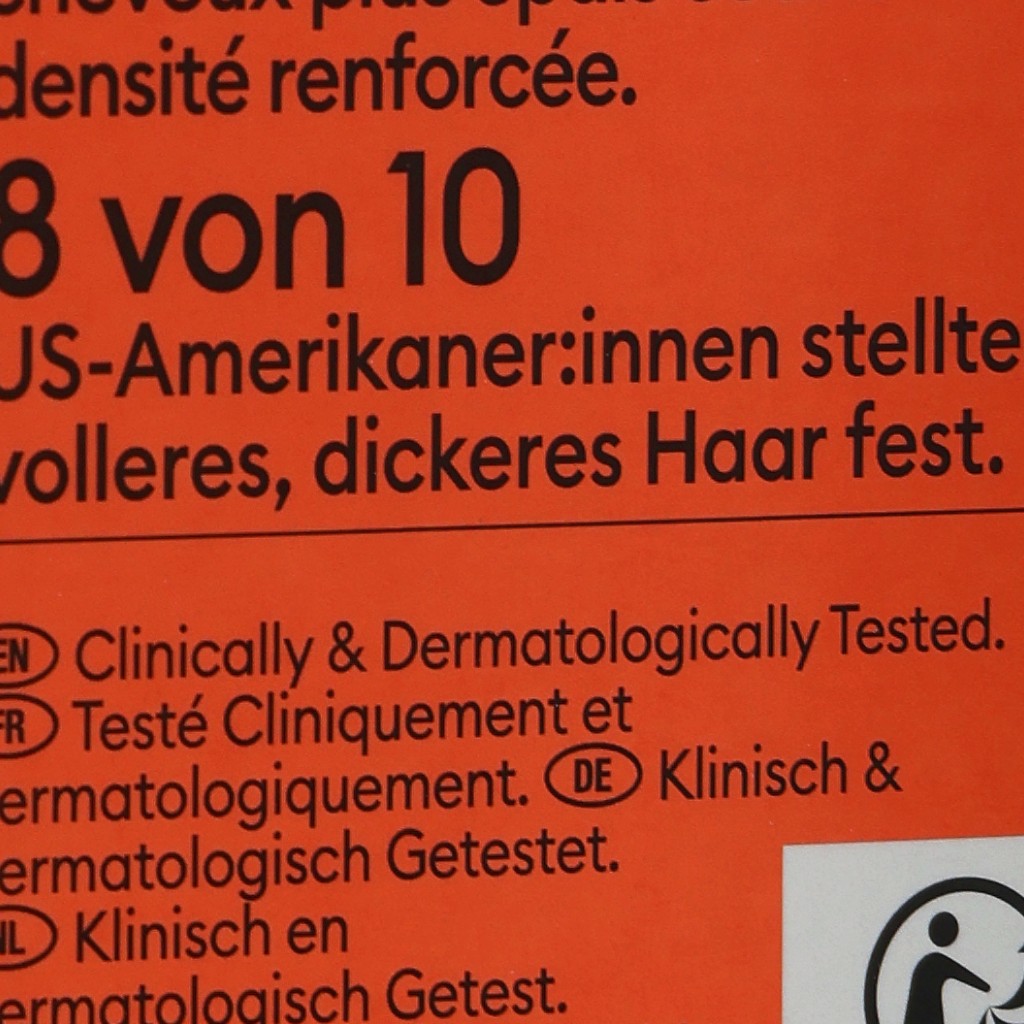 densité renforcée.
8 von 10
US-Amerikaner:innen stellte
volleres, dickeres Haar fest.
EN Clinically & Dermatologically Tested.
FR Testé Cliniquement et
ermatologiquement. DE Klinisch &
ermatologisch Getestet.
NL Klinisch en
ermatologisch Getest.